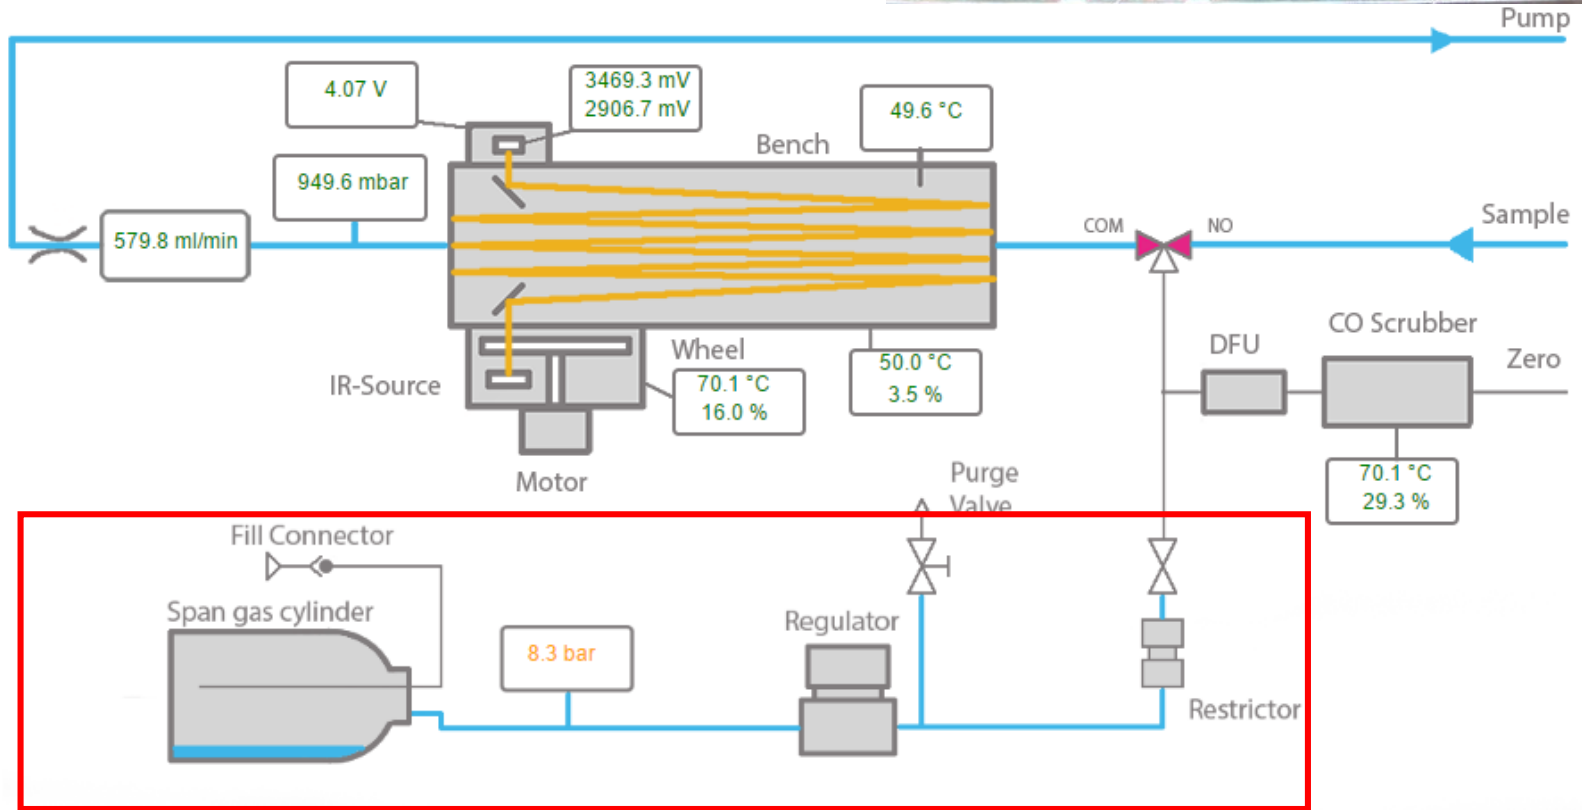 Pump
4.07 V
3469.3 mV
2906.7 mV
49.6 °C
Bench
949.6 mbar
579.8 ml/min
COM
NO
Sample
IR-Source
Wheel
70.1 °C
16.0 %
50.0 °C
3.5 %
DFU
CO Scrubber
Zero
Motor
70.1 °C
29.3 %
Purge
Valve
Fill Connector
Span gas cylinder
8.3 bar
Regulator
Restrictor